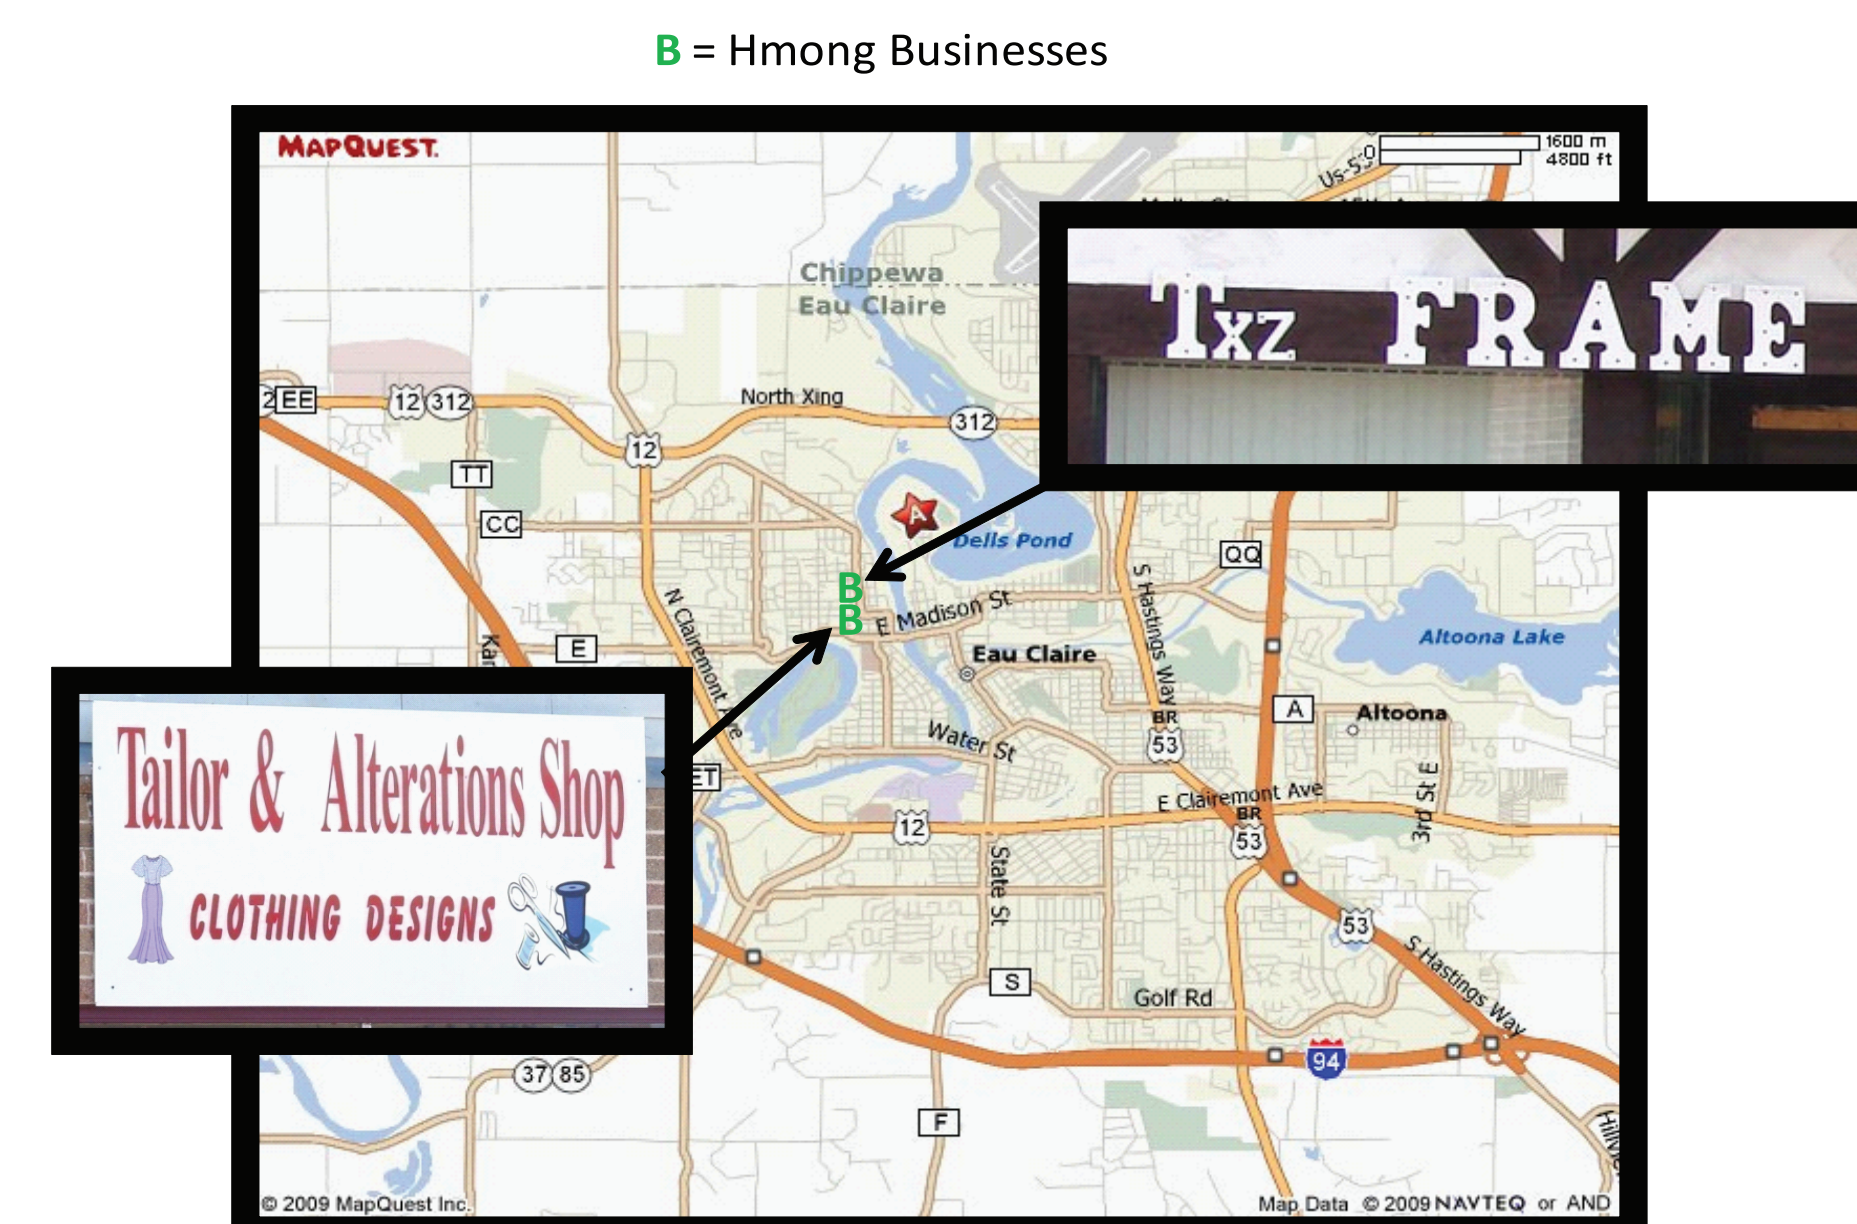 B = Hmong Businesses
MAPQUEST.
0
1600 m
4800 ft
Us-53
Chippewa
Eau Claire
Txz FRAME
2
EE
12
312
North Xing
312
12
TT
CC
A
Dells Pond
QQ
B
B
E Madison St
S Hastings Way
N Clairemont Ave
E
Kar
Eau Claire
Altoona Lake
A
Altoona
BR
53
Water St
ET
Tailor & Alterations Shop
CLOTHING DESIGNS
E Clairemont Ave
BR
53
3rd St E
12
State St
53
S Hastings Way
S
Golf Rd
94
37
85
F
© 2009 MapQuest Inc.
Map Data © 2009 NAVTEQ or AND